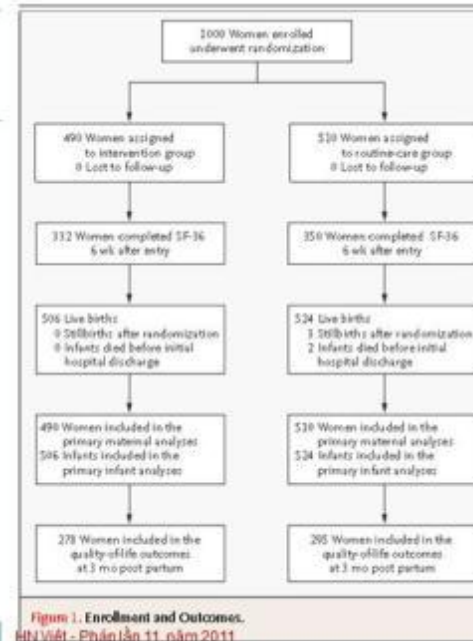 1000 Women enrolled
underwent randomization
490 Women assigned
to intervention group
0 Lost to follow-up
510 Women assigned
to routine-care group
0 Lost to follow-up
332 Women completed SF-36
6 wk after entry
350 Women completed SF-36
6 wk after entry
506 Live births
0 Stillbirths after randomization
0 Infants died before initial
hospital discharge
524 Live births
3 Stillbirths after randomization
2 Infants died before initial
hospital discharge
490 Women included in the
primary maternal analyses
506 Infants included in the
primary infant analyses
510 Women included in the
primary maternal analyses
524 Infants included in the
primary infant analyses
278 Women included in the
quality-of-life outcomes
at 3 mo post partum
295 Women included in the
quality-of-life outcomes
at 3 mo post partum
Figure 1. Enrollment and Outcomes.
HN Việt - Pháp lần 11, năm 2011